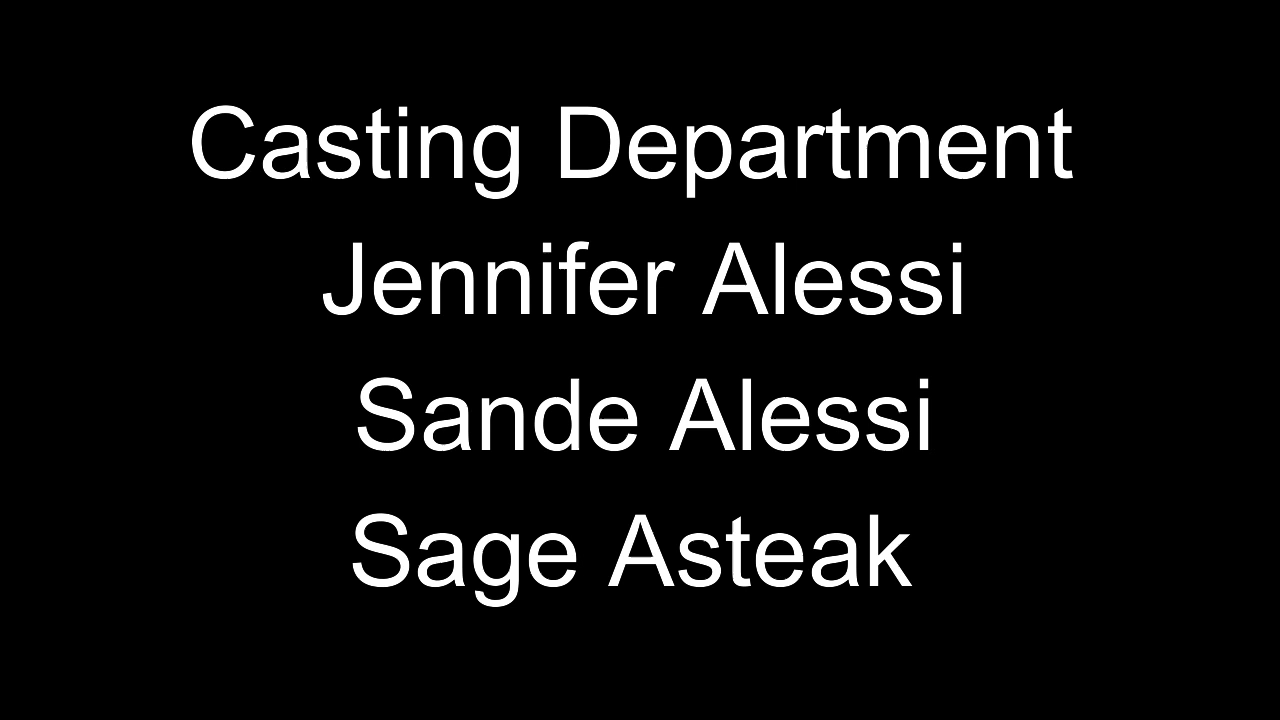 Casting Department
Jennifer Alessi
Sande Alessi
Sage Asteak